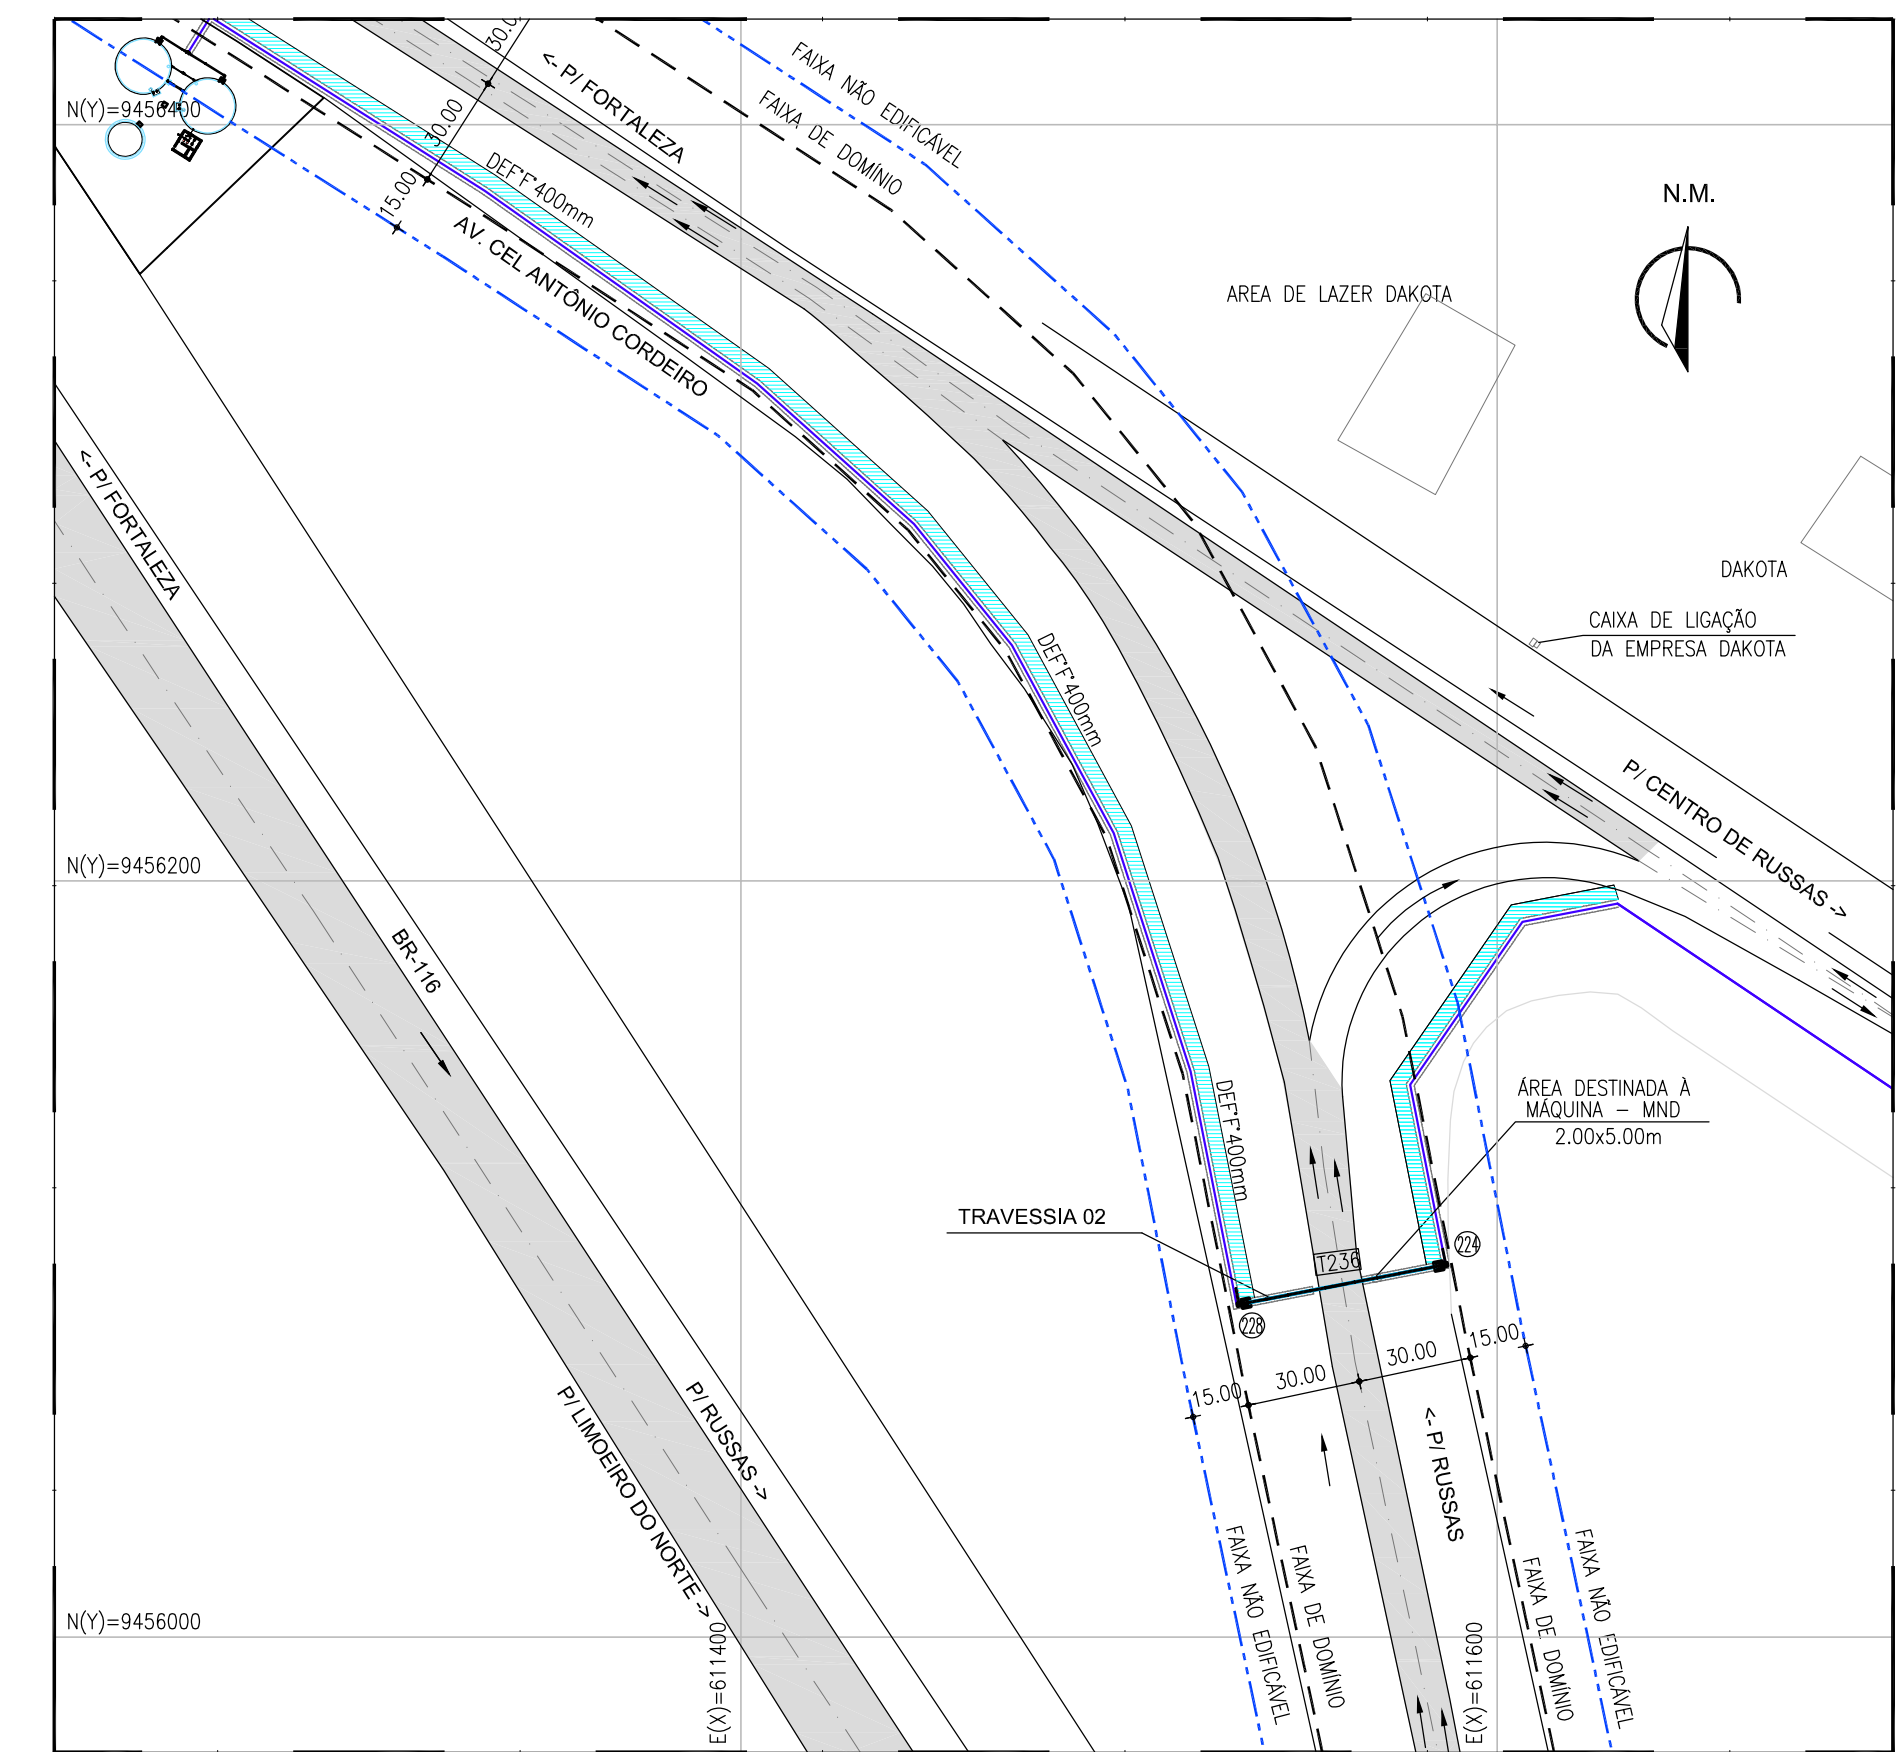 30.00
<- P/ FORTALEZA
FAIXA NÃO EDIFICÁVEL
FAIXA DE DOMÍNIO
N(Y)=9456400
30.00
15.00
DEF°F°400mm
AV. CEL ANTÔNIO CORDEIRO
N.M.
AREA DE LAZER DAKOTA
<- P/ FORTALEZA
DAKOTA
CAIXA DE LIGAÇÃO
DA EMPRESA DAKOTA
DEF°F°400mm
P/ CENTRO DE RUSSAS ->
N(Y)=9456200
BR-116
ÁREA DESTINADA À
MÁQUINA – MND
2.00x5.00m
DEF°F°400mm
TRAVESSIA 02
T236
224
228
15.00
30.00
30.00
15.00
P/ RUSSAS ->
P/ LIMOEIRO DO NORTE ->
<- P/ RUSSAS
FAIXA NÃO EDIFICÁVEL
FAIXA DE DOMÍNIO
FAIXA DE DOMÍNIO
FAIXA NÃO EDIFICÁVEL
N(Y)=9456000
E(X)=611400
E(X)=611600